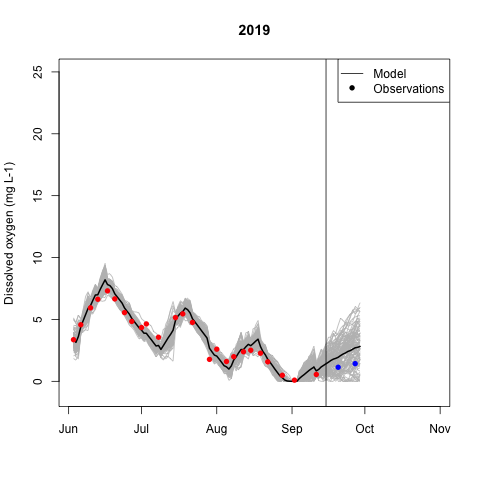 2019
Model
Observations
Dissolved oxygen (mg L-1)
25
20
15
10
5
0
Jun Jul Aug Sep Oct Nov